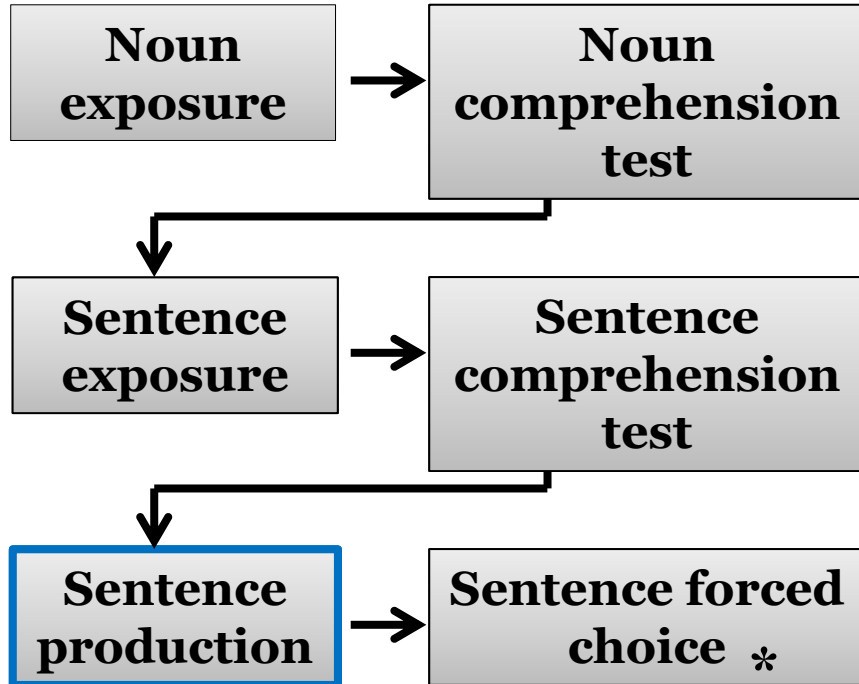 Noun
exposure
Noun
comprehension
test
Sentence
exposure
Sentence
comprehension
test
Sentence
production
Sentence forced
choice *